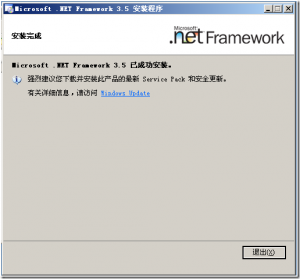 Microsoft .NET Framework 3.5 安装程序
安装完成
Microsoft
.net Framework
Microsoft .NET Framework 3.5 已成功安装。
强烈建议您下载并安装此产品的最新 Service Pack 和安全更新。
有关详细信息，请访问 Windows Update
退出(X)